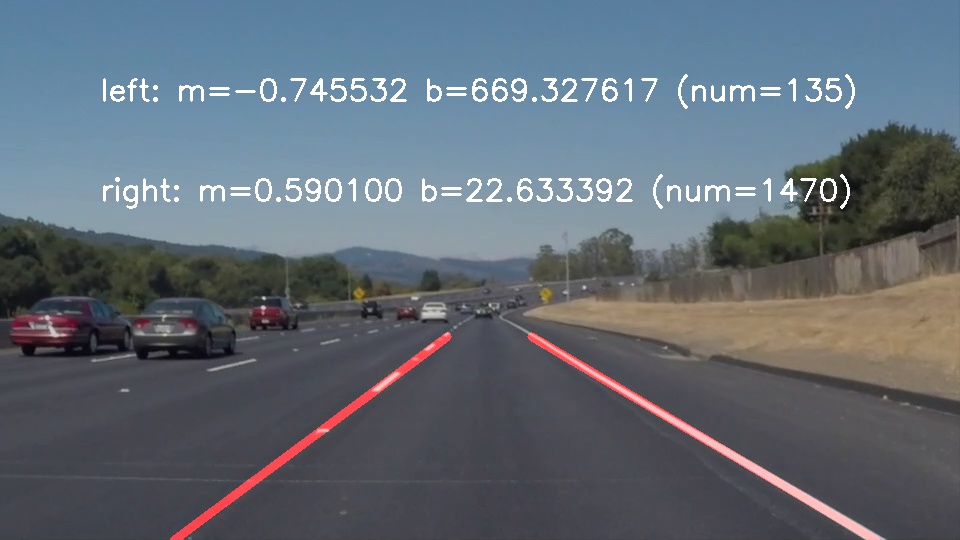 left: m=−0.745532 b=669.327617 (num=135)
right: m=0.590100 b=22.633392 (num=1470)